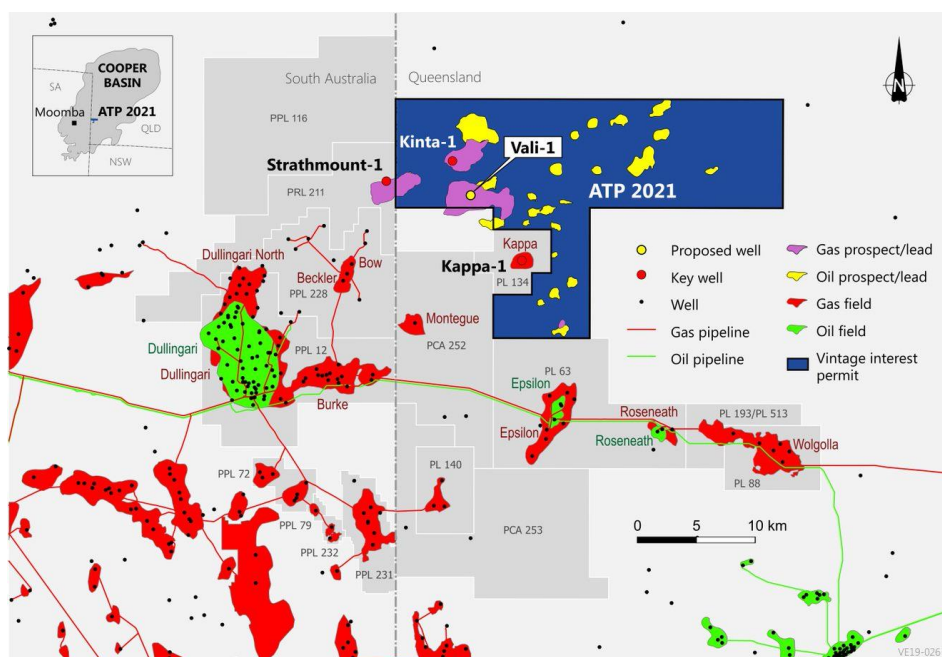 COOPER
BASIN
SA
Moomba
ATP 2021
QLD
NSW
South Australia
Queensland
PPL 116
Kinta-1
Vali-1
Strathmount-1
PRL 211
ATP 2021
Dullingari North
Bow
Beckler
PPL 228
Kappa
Kappa-1
PL 134
Montegue
PCA 252
Dullingari
PPL 12
Dullingari
Burke
PL 63
Epsilon
Epsilon
Roseneath
Roseneath
PL 193/PL 513
Wolgolla
PL 88
PPL 72
PL 140
PPL 79
PPL 232
PPL 231
PCA 253
N
Proposed well
Key well
Well
Gas pipeline
Oil pipeline
Gas prospect/lead
Oil prospect/lead
Gas field
Oil field
Vintage interest
permit
0 5 10 km
VE19-026